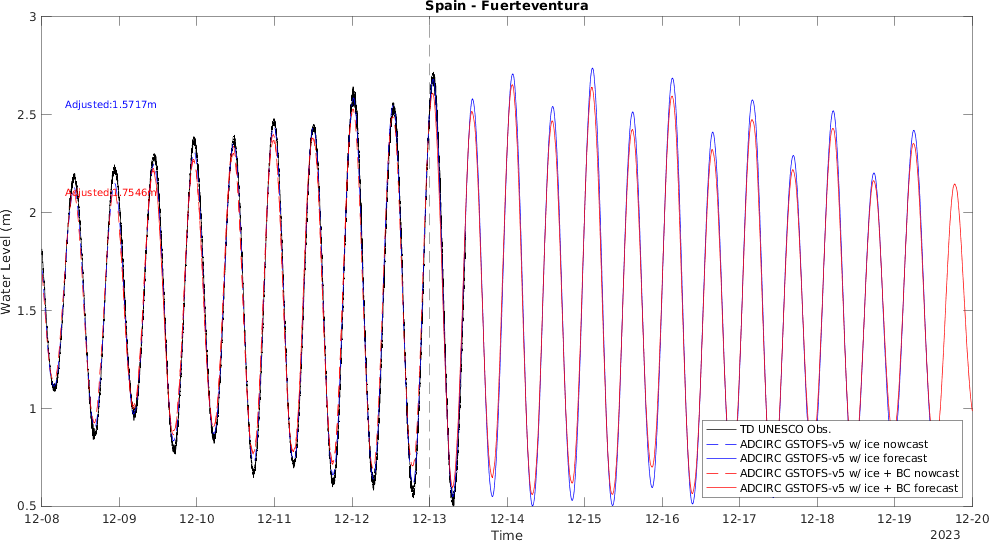 Spain - Fuerteventura
3
2.5
2
1.5
1
0.5
Water Level (m)
Adjusted:1.5717m
Adjusted:1.7546m
TD UNESCO Obs.
ADCIRC GSTOFS-v5 w/ ice nowcast
ADCIRC GSTOFS-v5 w/ ice forecast
ADCIRC GSTOFS-v5 w/ ice + BC nowcast
ADCIRC GSTOFS-v5 w/ ice + BC forecast
12-08 12-09 12-10 12-11 12-12 12-13 12-14 12-15 12-16 12-17 12-18 12-19 12-20
Time
2023